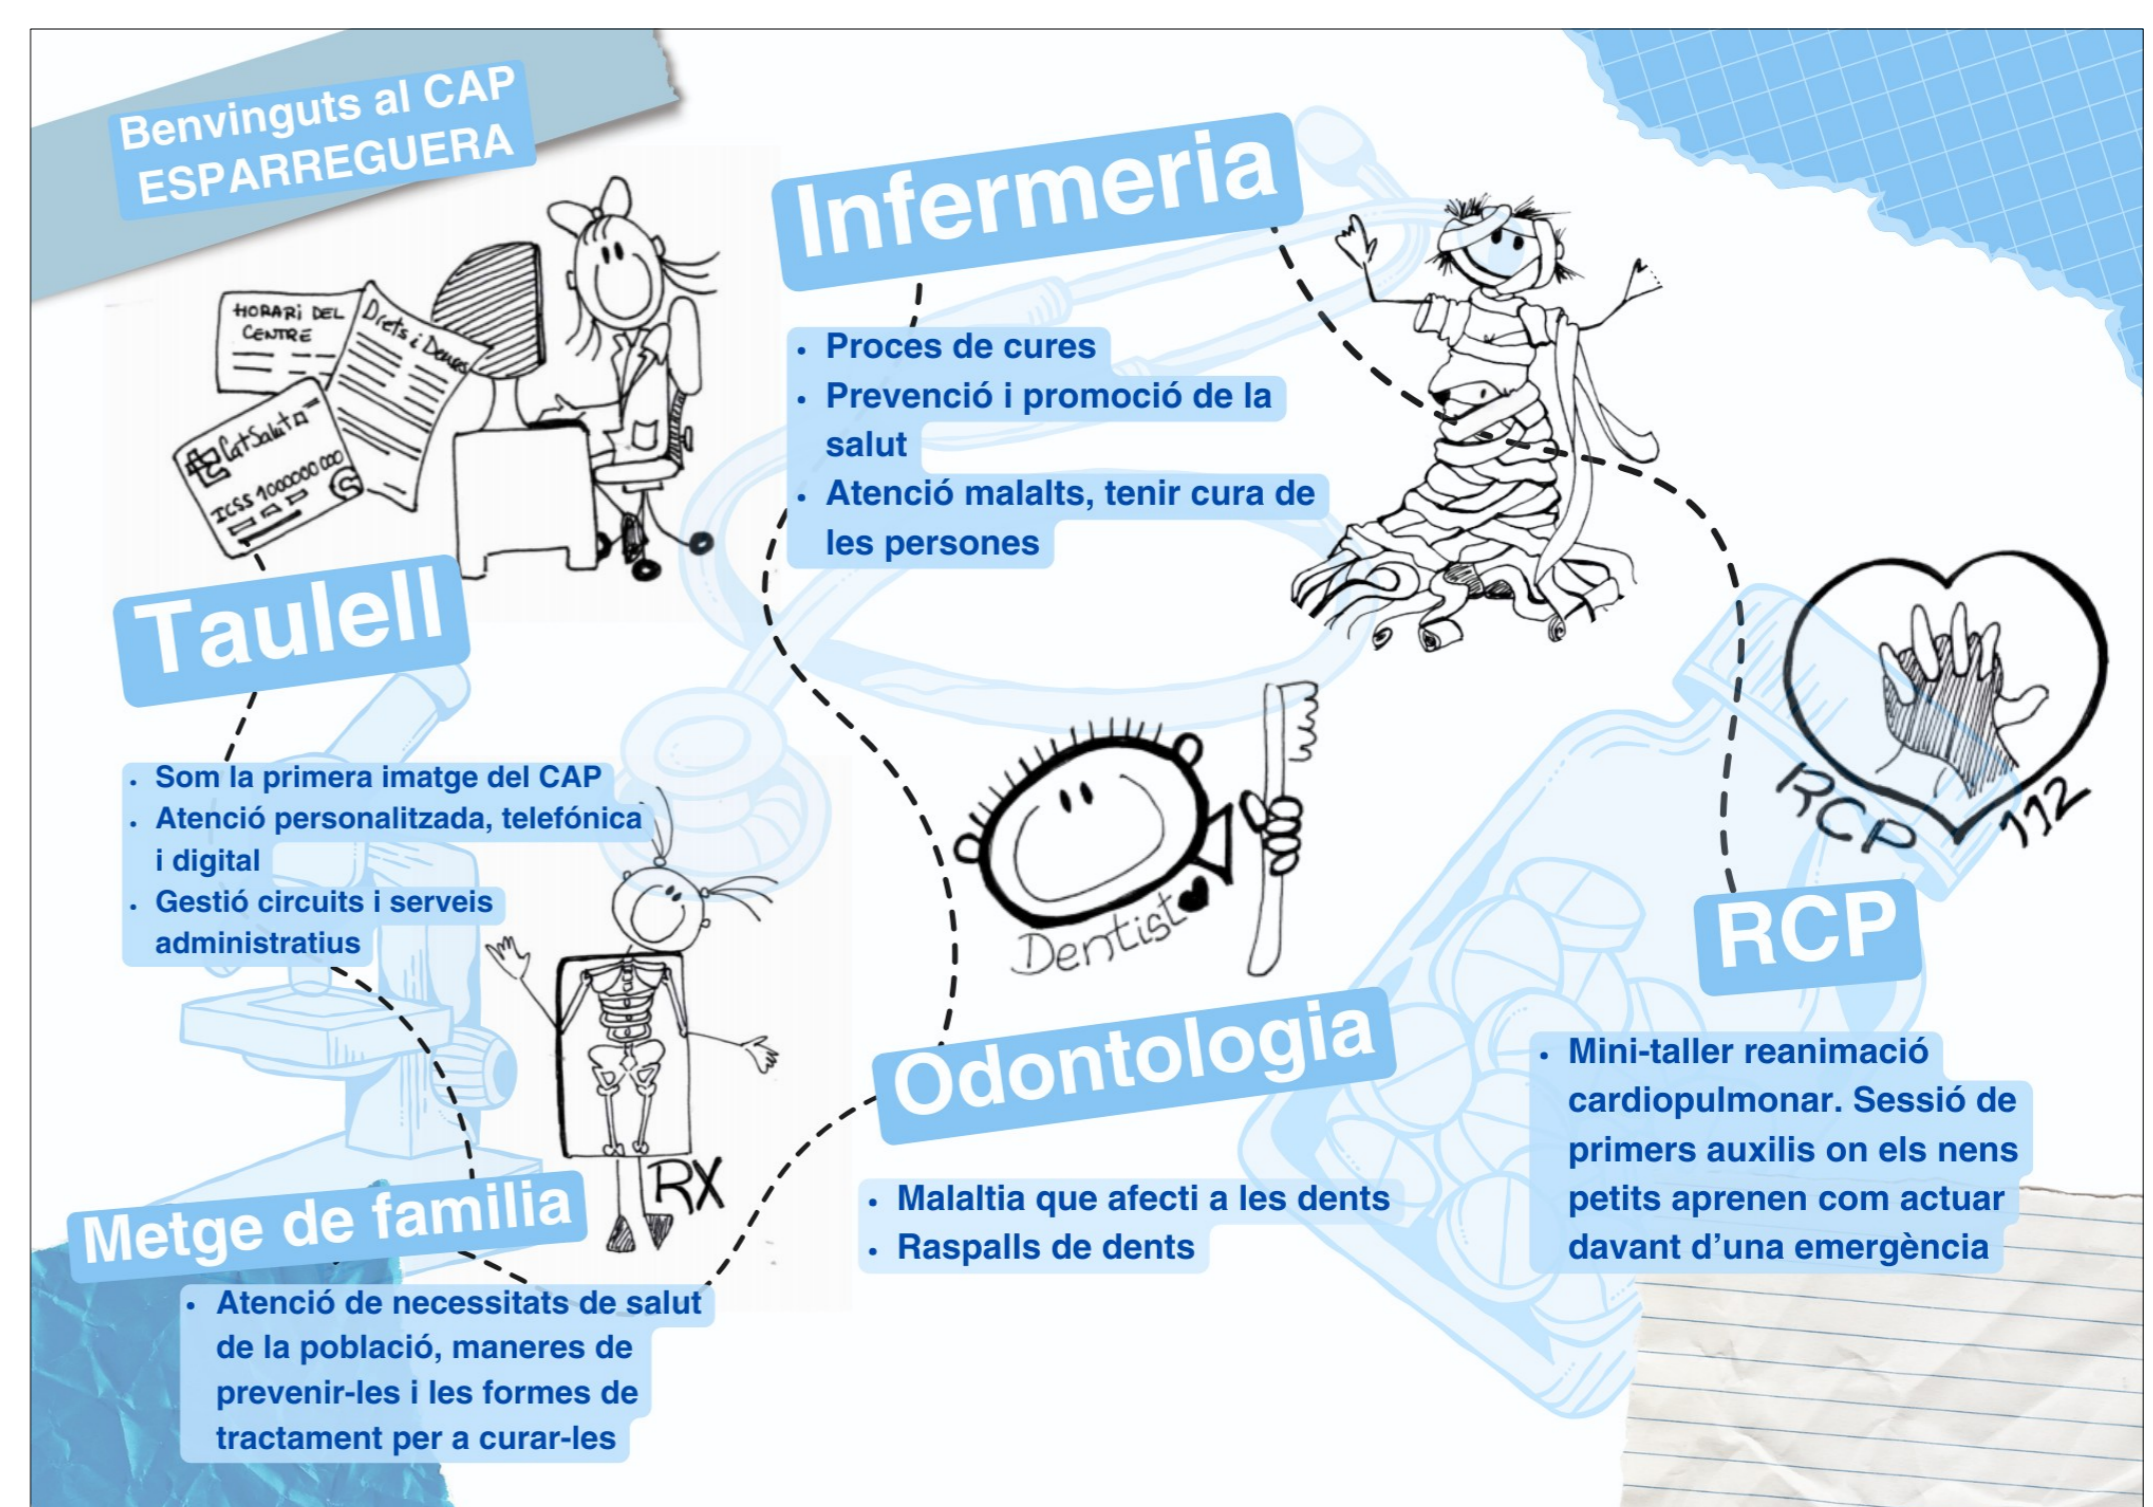 Benvinguts al CAP
ESPARREGUERA
HORARi DEL
CENTRE
Drets i Deures
CatSalut
ICSS 1000000 000
Taulell
• Som la primera imatge del CAP
• Atenció personalitzada, telefónica
i digital
• Gestió circuits i serveis
administratius
RX
Metge de familia
• Atenció de necessitats de salut
de la població, maneres de
prevenir-les i les formes de
tractament per a curar-les
Infermeria
• Proces de cures
• Prevenció i promoció de la
salut
• Atenció malalts, tenir cura de
les persones
Dentist
Odontologia
• Malaltia que afecti a les dents
• Raspalls de dents
RCP
112
RCP
• Mini-taller reanimació
cardiopulmonar. Sessió de
primers auxilis on els nens
petits aprenen com actuar
davant d'una emergència